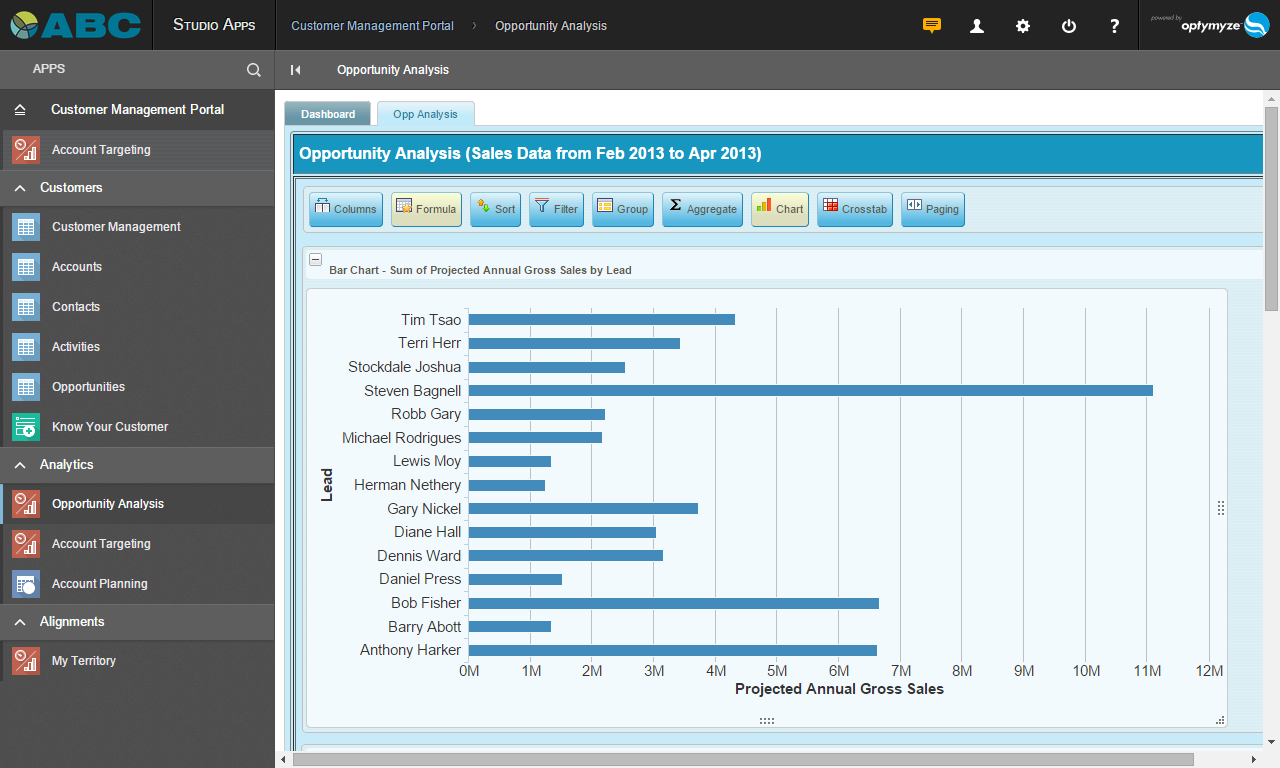 ABC
STUDIO APPS
Customer Management Portal › Opportunity Analysis
?
powered by
optymyze
APPS
Opportunity Analysis
Customer Management Portal
Account Targeting
Customers
Customer Management
Accounts
Contacts
Activities
Opportunities
Know Your Customer
Analytics
Opportunity Analysis
Account Targeting
Account Planning
Alignments
My Territory
Dashboard Opp Analysis
Opportunity Analysis (Sales Data from Feb 2013 to Apr 2013)
Columns Formula Sort Filter Group Σ Aggregate Chart Crosstab Paging
Bar Chart - Sum of Projected Annual Gross Sales by Lead
Lead
Tim Tsao
Terri Herr
Stockdale Joshua
Steven Bagnell
Robb Gary
Michael Rodrigues
Lewis Moy
Herman Nethery
Gary Nickel
Diane Hall
Dennis Ward
Daniel Press
Bob Fisher
Barry Abott
Anthony Harker
0M 1M 2M 3M 4M 5M 6M 7M 8M 9M 10M 11M 12M
Projected Annual Gross Sales